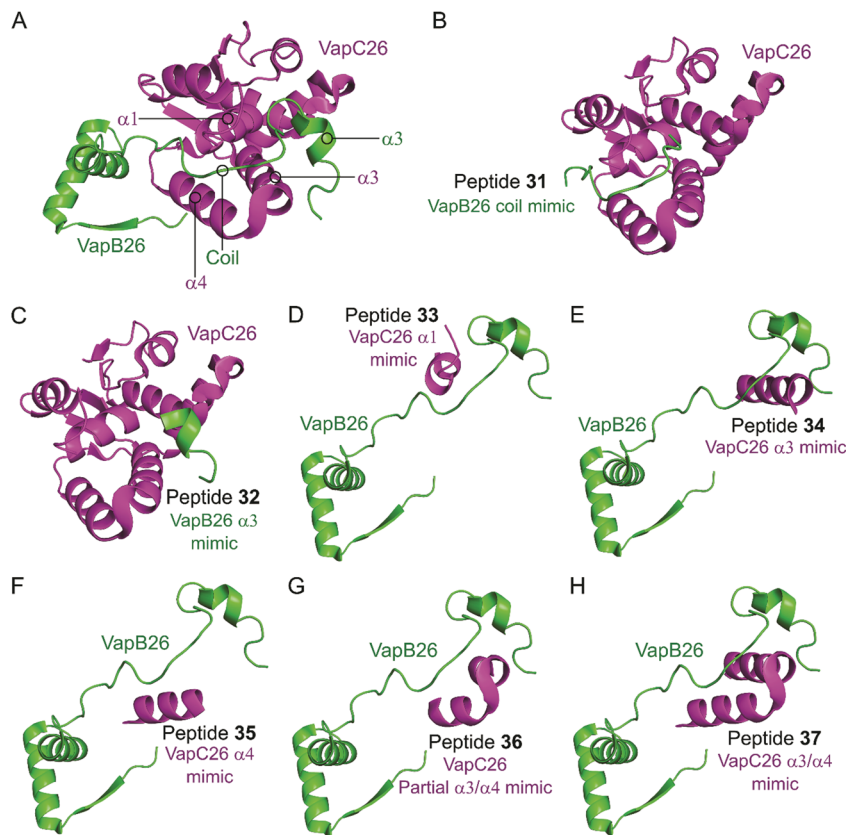 A
VapC26
α1
α3
α3
VapB26
Coil
α4
B
VapC26
Peptide 31
VapB26 coil mimic
C
VapC26
Peptide 32
VapB26 α3
mimic
D
Peptide 33
VapC26 α1
mimic
VapB26
E
VapB26
Peptide 34
VapC26 α3 mimic
F
VapB26
Peptide 35
VapC26 α4
mimic
G
VapB26
Peptide 36
VapC26
Partial α3/α4 mimic
H
VapB26
Peptide 37
VapC26 α3/α4
mimic